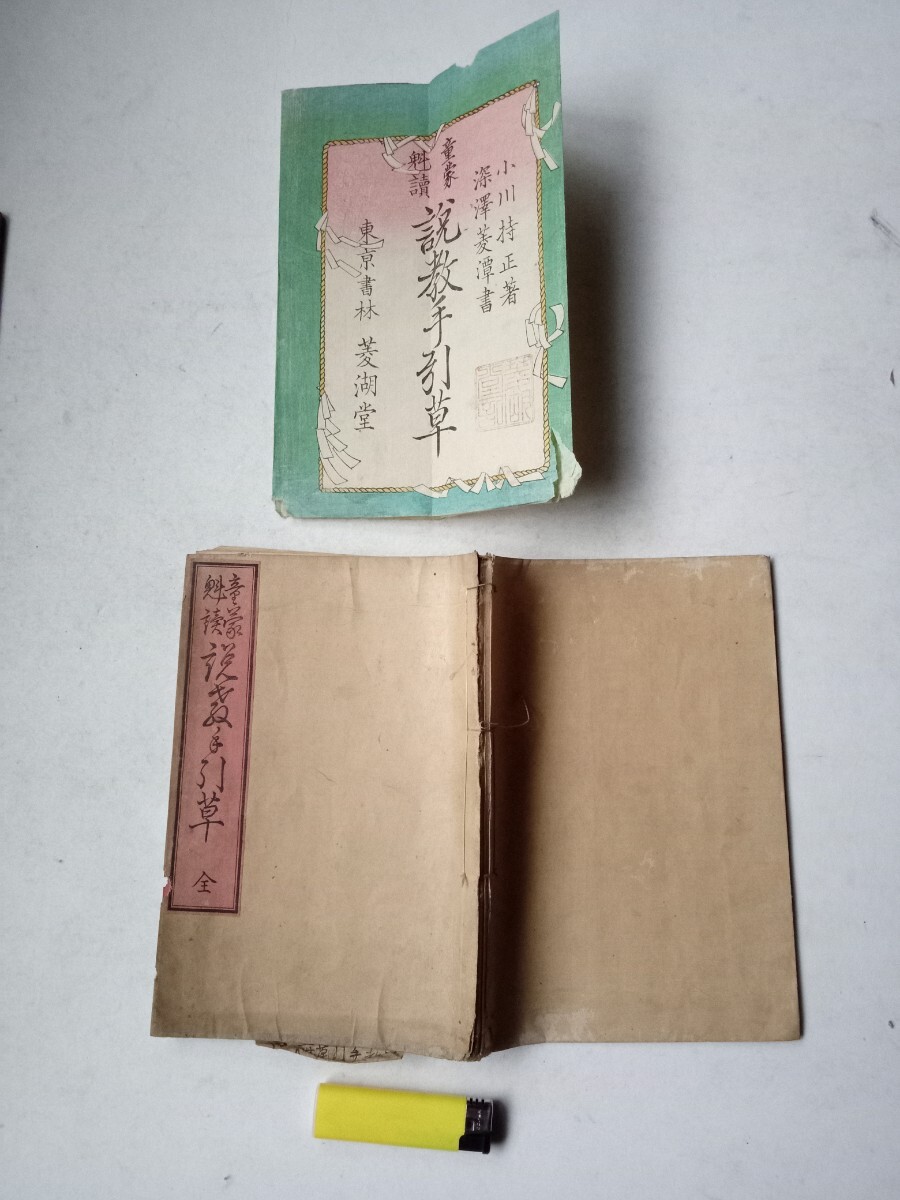 小川持正著
深澤菱潭書
童蒙
魁讀
說教手引草
東京書林 菱湖堂
童蒙
魁讀
説教手引草 全